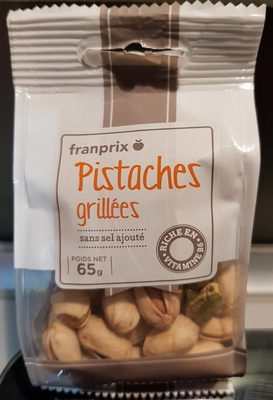 franprix
Pistaches
grillées
sans sel ajouté
RICHE EN
VITAMINE B6
POIDS NET
65g